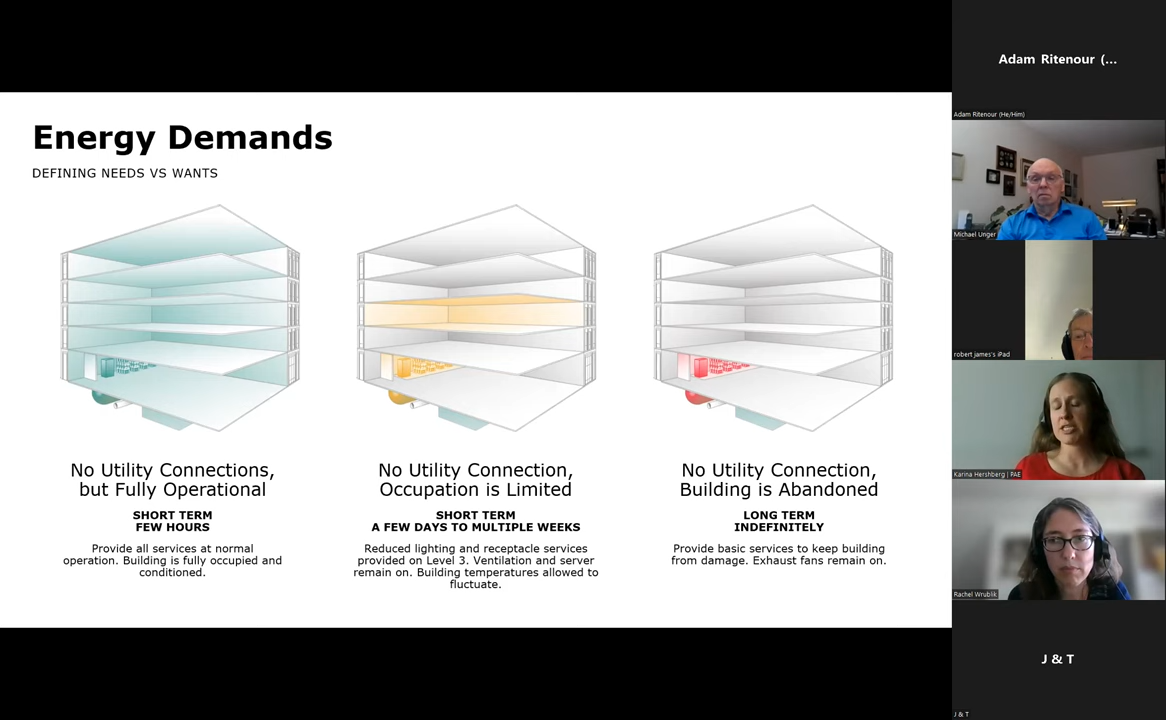 Energy Demands
DEFINING NEEDS VS WANTS
No Utility Connections,
but Fully Operational
SHORT TERM
FEW HOURS
Provide all services at normal
operation. Building is fully occupied and
conditioned.
No Utility Connection,
Occupation is Limited
SHORT TERM
A FEW DAYS TO MULTIPLE WEEKS
Reduced lighting and receptacle services
provided on Level 3. Ventilation and server
remain on. Building temperatures allowed to
fluctuate.
No Utility Connection,
Building is Abandoned
LONG TERM
INDEFINITELY
Provide basic services to keep building
from damage. Exhaust fans remain on.
Adam Ritenour (...
Adam Ritenour (He/Him)
Michael Unger
robert james's iPad
Karina Hershberg | PAE
Rachel Wrublik
J & T
J & T